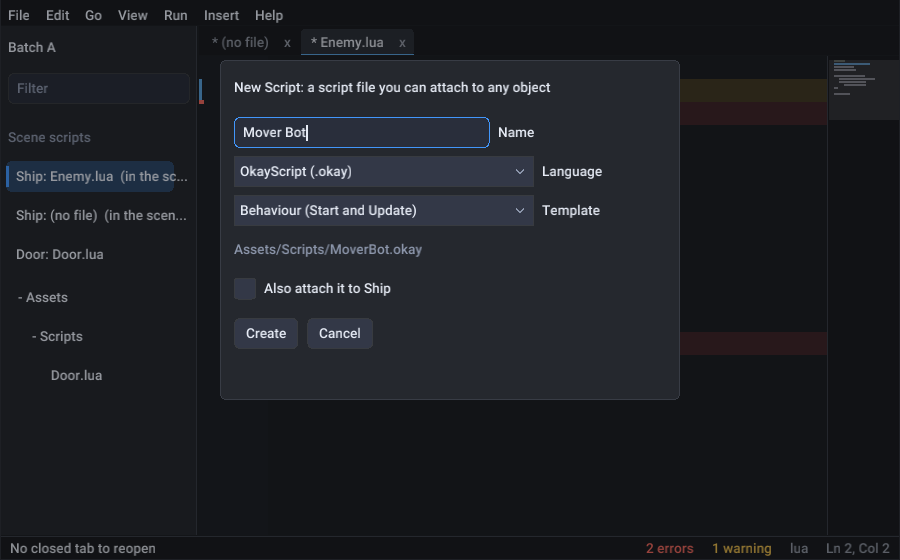 File Edit Go View Run Insert Help
Batch A
* (no file) x * Enemy.lua x
Filter
Scene scripts
Ship: Enemy.lua (in the sc...
Ship: (no file) (in the scen...
Door: Door.lua
- Assets
- Scripts
Door.lua
New Script: a script file you can attach to any object
Mover Bot Name
OkayScript (.okay) Language
Behaviour (Start and Update) Template
Assets/Scripts/MoverBot.okay
Also attach it to Ship
Create Cancel
No closed tab to reopen 2 errors 1 warning lua Ln 2, Col 2